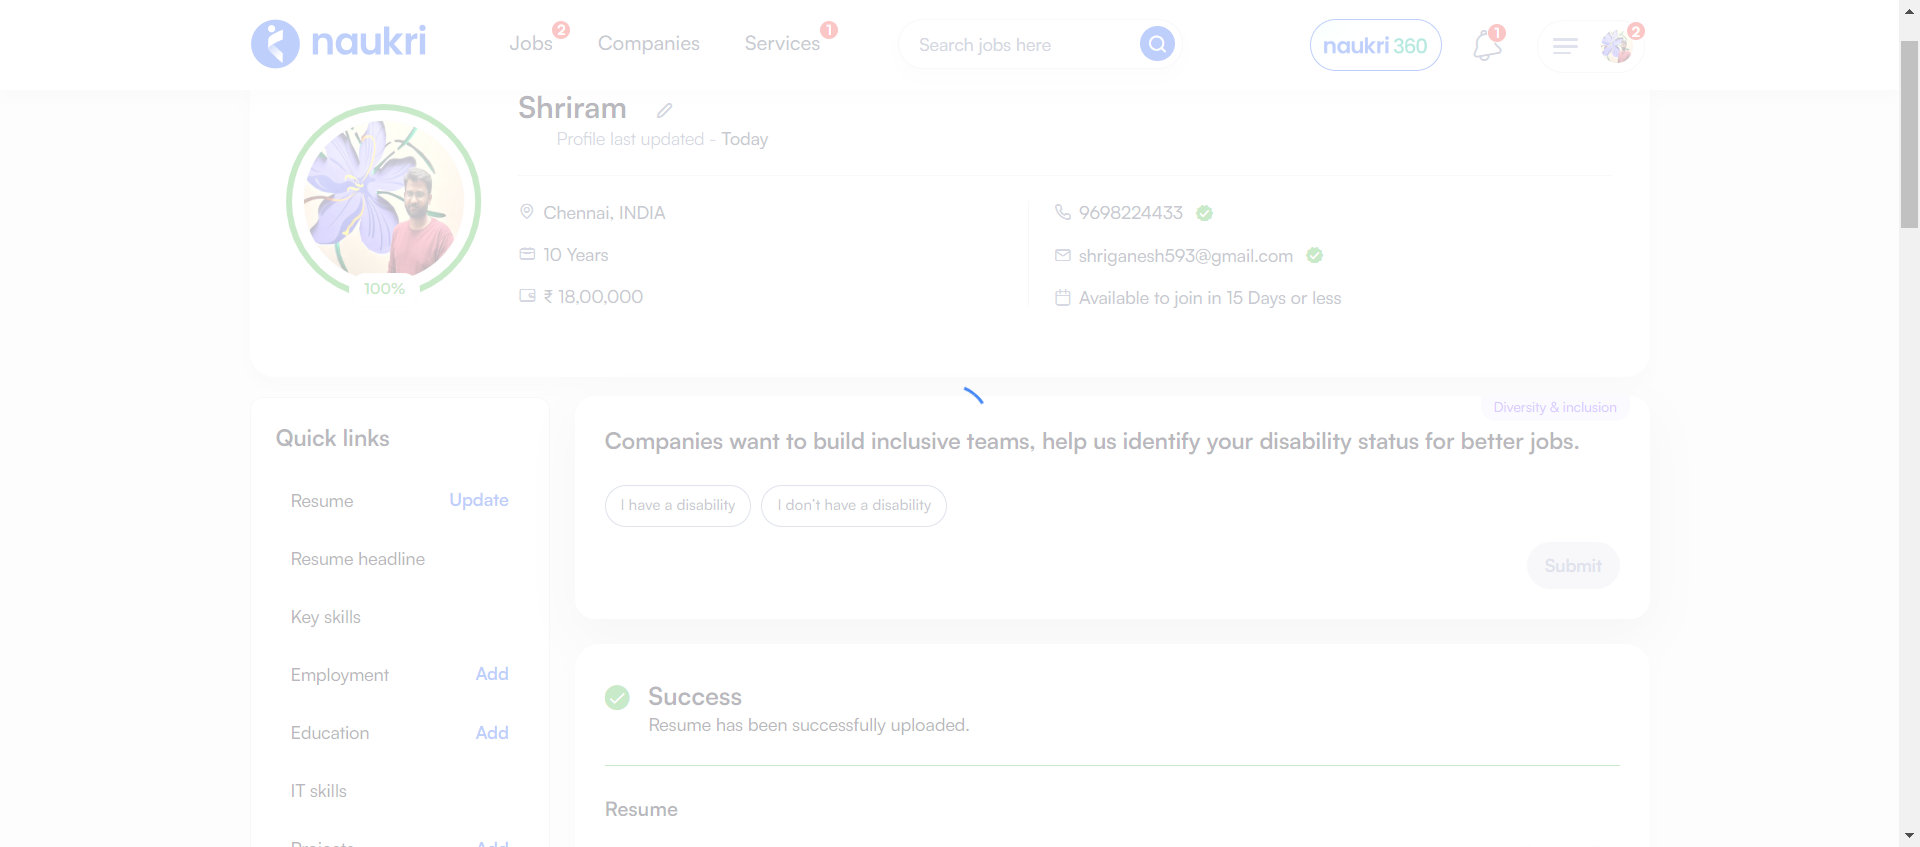 naukri
Jobs 2
Companies
Services 1
Search jobs here
naukri 360
1
2
Shriram
Profile last updated - Today
100%
Chennai, INDIA
10 Years
₹ 18,00,000
9698224433
shriganesh593@gmail.com
Available to join in 15 Days or less
Quick links
Resume Update
Resume headline
Key skills
Employment Add
Education Add
IT skills
Projects Add
Diversity & inclusion
Companies want to build inclusive teams, help us identify your disability status for better jobs.
I have a disability
I don't have a disability
Submit
Success
Resume has been successfully uploaded.
Resume